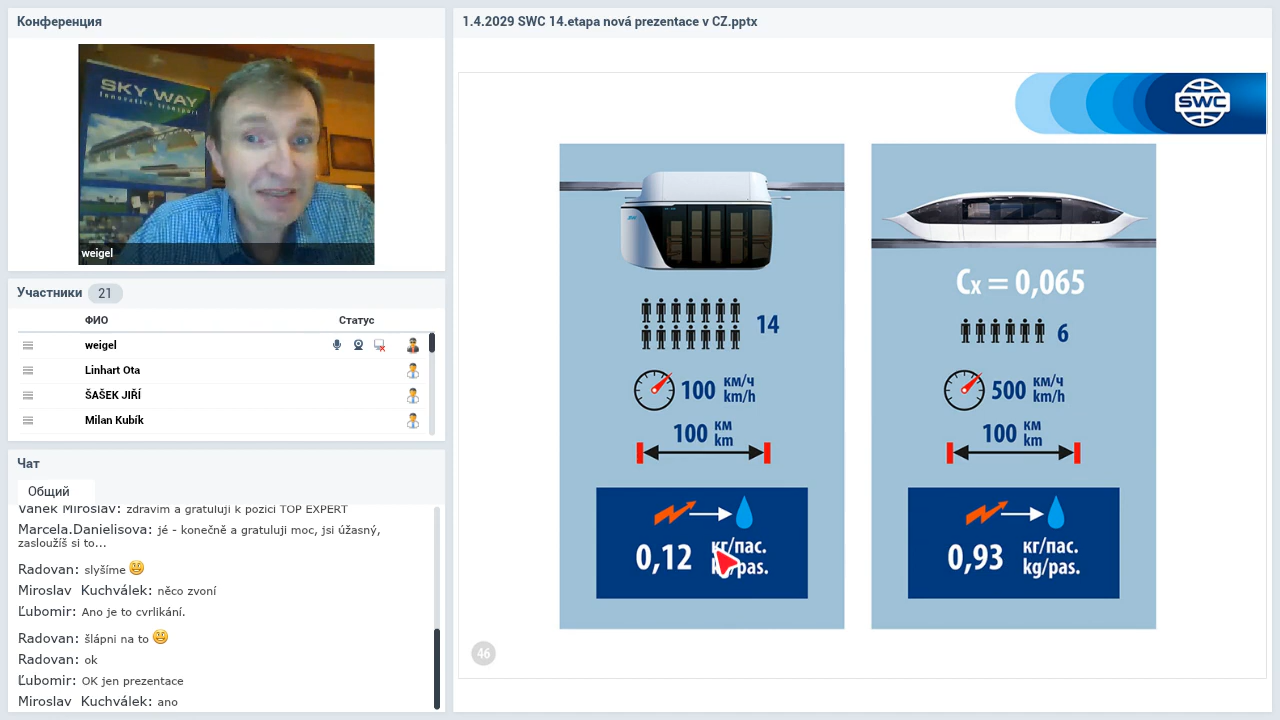 Конференция
SKY WAY
Innovative transport
weigel
Участники 21
ФИО Статус
weigel
Linhart Ota
ŠAŠEK JIŘÍ
Milan Kubík
Чат
Общий
Vaněk Miroslav: zdravím a gratuluji k pozici TOP EXPERT
Marcela.Danielisova: jé - konečně a gratuluji moc, jsi úžasný,
zasloužíš si to...
Radovan: slyšíme
Miroslav Kuchválek: něco zvoní
Ľubomir: Ano je to cvrlikání.
Radovan: šlápni na to
Radovan: ok
Ľubomir: OK jen prezentace
Miroslav Kuchválek: ano
1.4.2029 SWC 14.etapa nová prezentace v CZ.pptx
SWC
14
100 км/ч
km/h
100 км
km
0,12 кг/пас.
kg/pas.
Cx = 0,065
6
500 км/ч
km/h
100 км
km
0,93 кг/пас.
kg/pas.
46